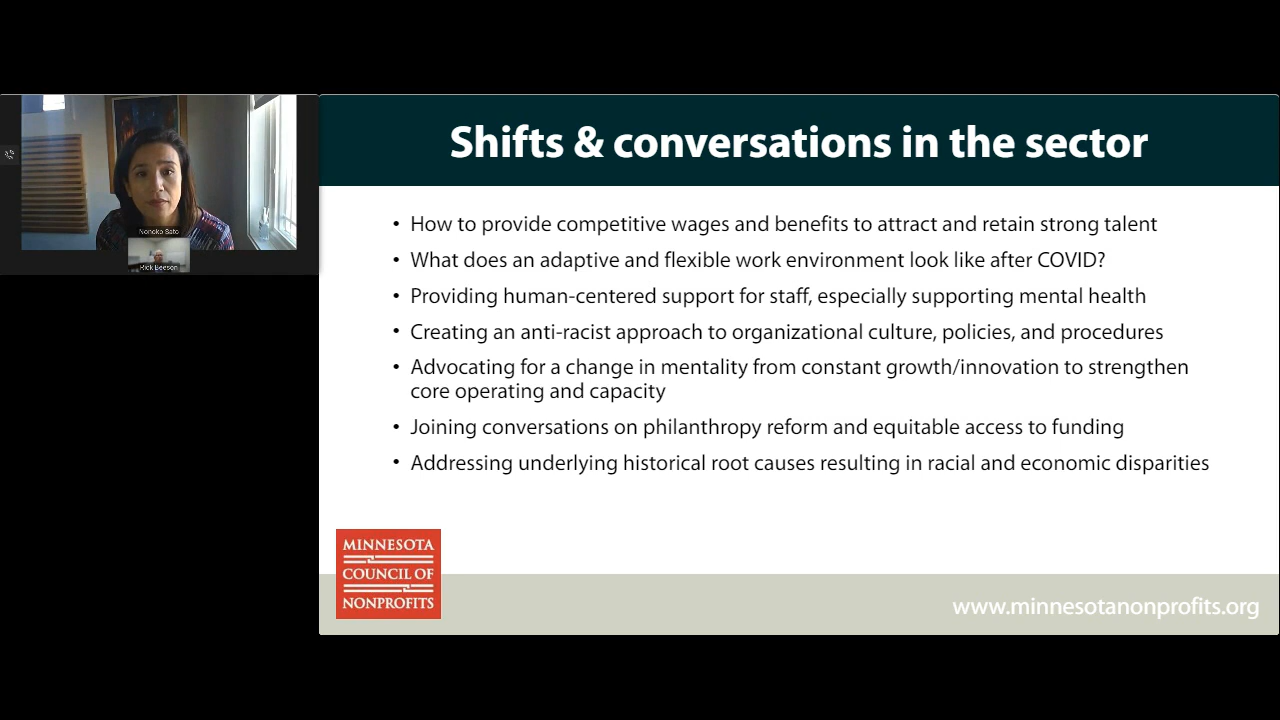 Nonoko Sato
Rick Beeson
Shifts & conversations in the sector
• How to provide competitive wages and benefits to attract and retain strong talent
• What does an adaptive and flexible work environment look like after COVID?
• Providing human-centered support for staff, especially supporting mental health
• Creating an anti-racist approach to organizational culture, policies, and procedures
• Advocating for a change in mentality from constant growth/innovation to strengthen
core operating and capacity
• Joining conversations on philanthropy reform and equitable access to funding
• Addressing underlying historical root causes resulting in racial and economic disparities
MINNESOTA
COUNCIL OF
NONPROFITS
www.minnesotanonprofits.org